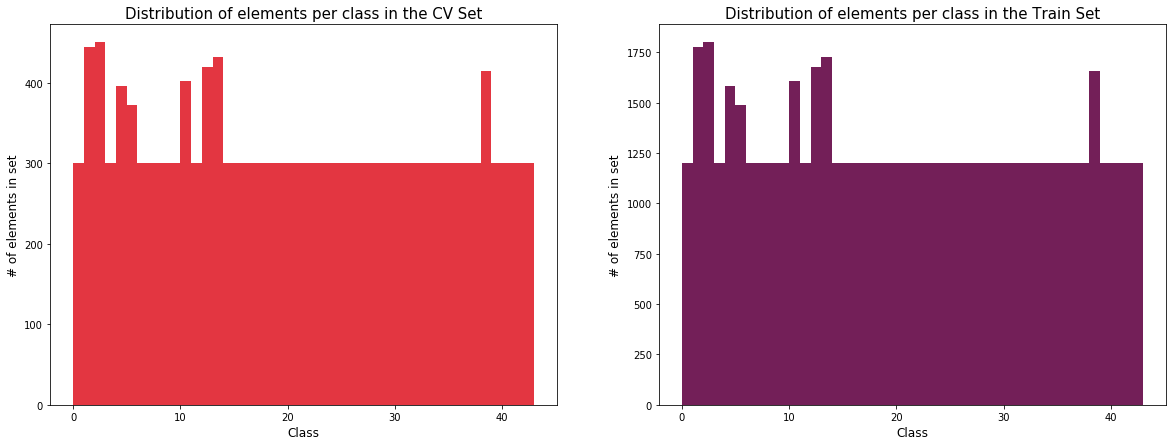 Distribution of elements per class in the CV Set
# of elements in set
400
300
200
100
0
0 10 20 30 40
Class
Distribution of elements per class in the Train Set
# of elements in set
1750
1500
1250
1000
750
500
250
0
0 10 20 30 40
Class